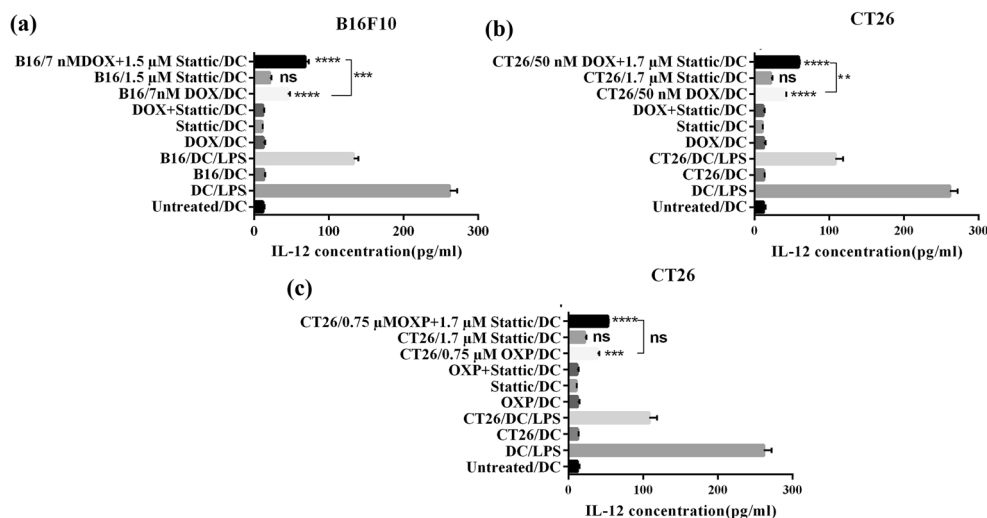 (a)
B16F10
B16/7 nMDOX+1.5 µM Stattic/DC
****
B16/1.5 µM Stattic/DC
ns
***
B16/7nM DOX/DC
****
DOX+Stattic/DC
Stattic/DC
DOX/DC
B16/DC/LPS
B16/DC
DC/LPS
Untreated/DC
0
100
200
300
IL-12 concentration(pg/ml)
(b)
CT26
CT26/50 nM DOX+1.7 µM Stattic/DC
****
CT26/1.7 µM Stattic/DC
ns
**
CT26/50 nM DOX/DC
****
DOX+Stattic/DC
Stattic/DC
DOX/DC
CT26/DC/LPS
CT26/DC
DC/LPS
Untreated/DC
0
100
200
300
IL-12 concentration(pg/ml)
(c)
CT26
CT26/0.75 µMOXP+1.7 µM Stattic/DC
****
CT26/1.7 µM Stattic/DC
ns
ns
CT26/0.75 µM OXP/DC
***
OXP+Stattic/DC
Stattic/DC
OXP/DC
CT26/DC/LPS
CT26/DC
DC/LPS
Untreated/DC
0
100
200
300
IL-12 concentration(pg/ml)